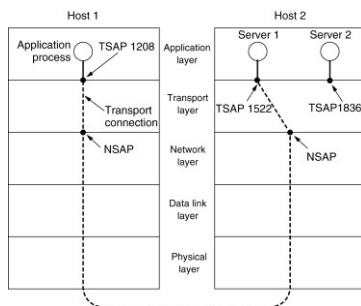 Host 1
Host 2
Application process
TSAP 1208
Application layer
Server 1
Server 2
Transport connection
Transport layer
TSAP 1522
TSAP1836
NSAP
Network layer
NSAP
Data link layer
Physical layer